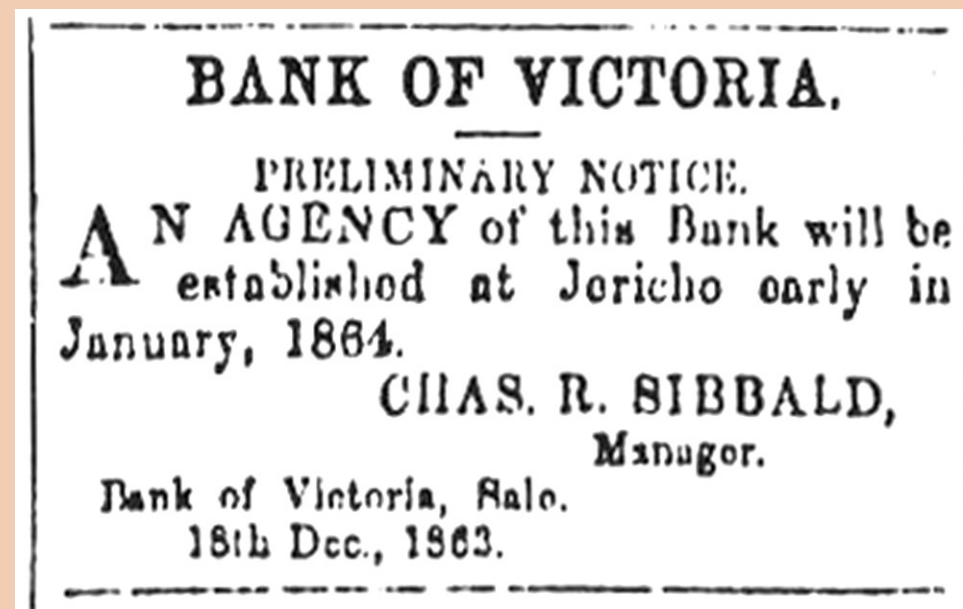 BANK OF VICTORIA.
PRELIMINARY NOTICE.
AN AGENCY of this Bank will be
established at Jericho early in
January, 1864.
CHAS. R. SIBBALD,
Manager.
Bank of Victoria, Sale.
18th Dec., 1863.